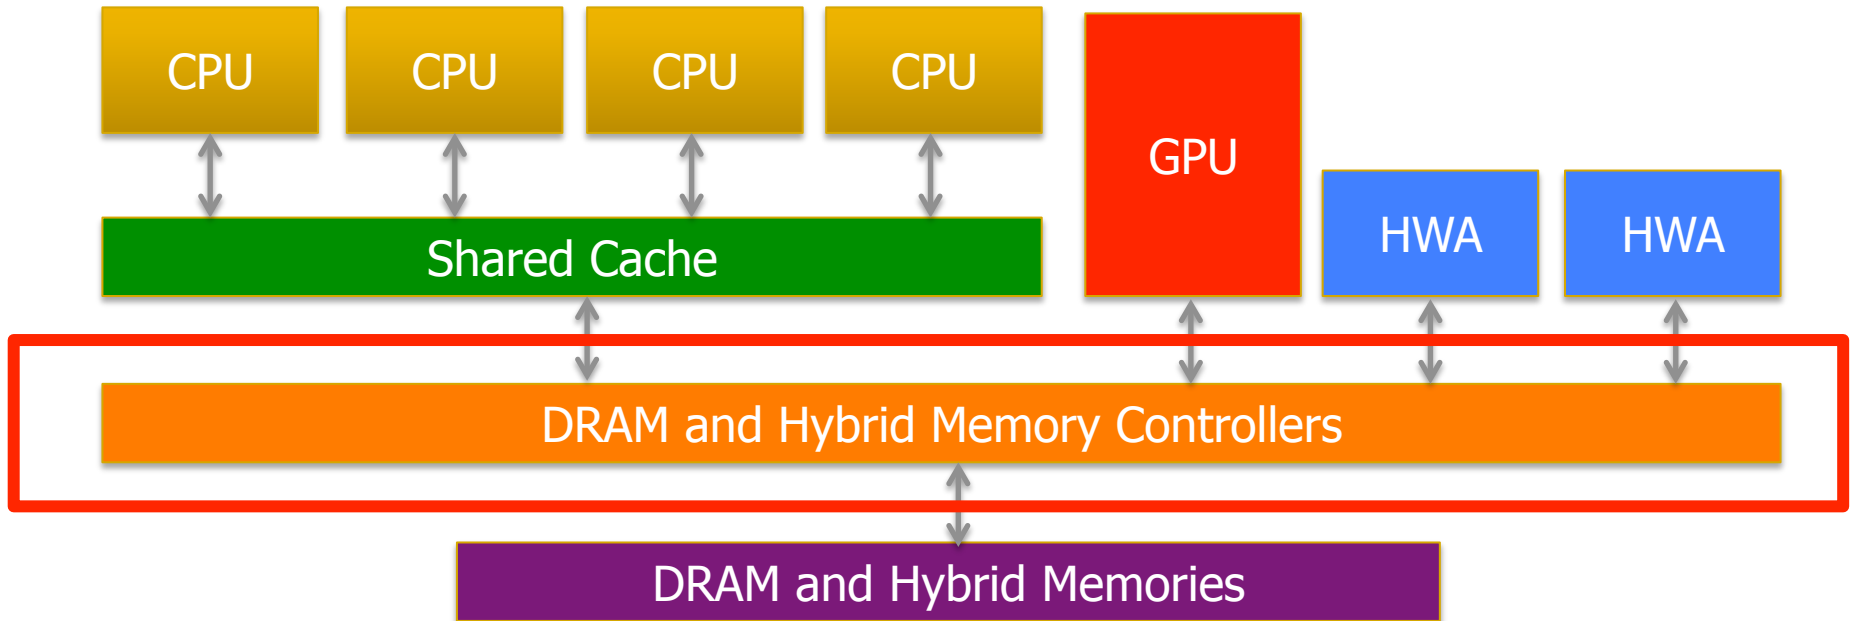 CPU
CPU
CPU
CPU
GPU
HWA
HWA
Shared Cache
DRAM and Hybrid Memory Controllers
DRAM and Hybrid Memories